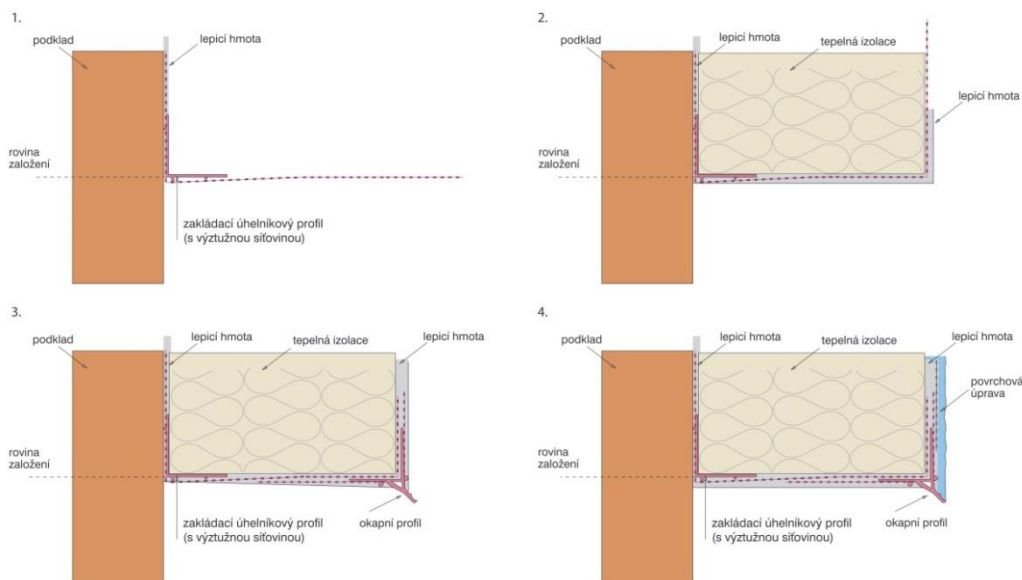 1.
podklad
lepicí hmota
rovina
založení
zakládací úhelníkový profil
(s výztužnou síťovinou)
2.
podklad
lepicí hmota
tepelná izolace
lepicí hmota
rovina
založení
3.
podklad
lepicí hmota
tepelná izolace
lepicí hmota
rovina
založení
zakládací úhelníkový profil
(s výztužnou síťovinou)
okapní profil
4.
podklad
lepicí hmota
tepelná izolace
lepicí hmota
povrchová
úprava
rovina
založení
zakládací úhelníkový profil
(s výztužnou síťovinou)
okapní profil